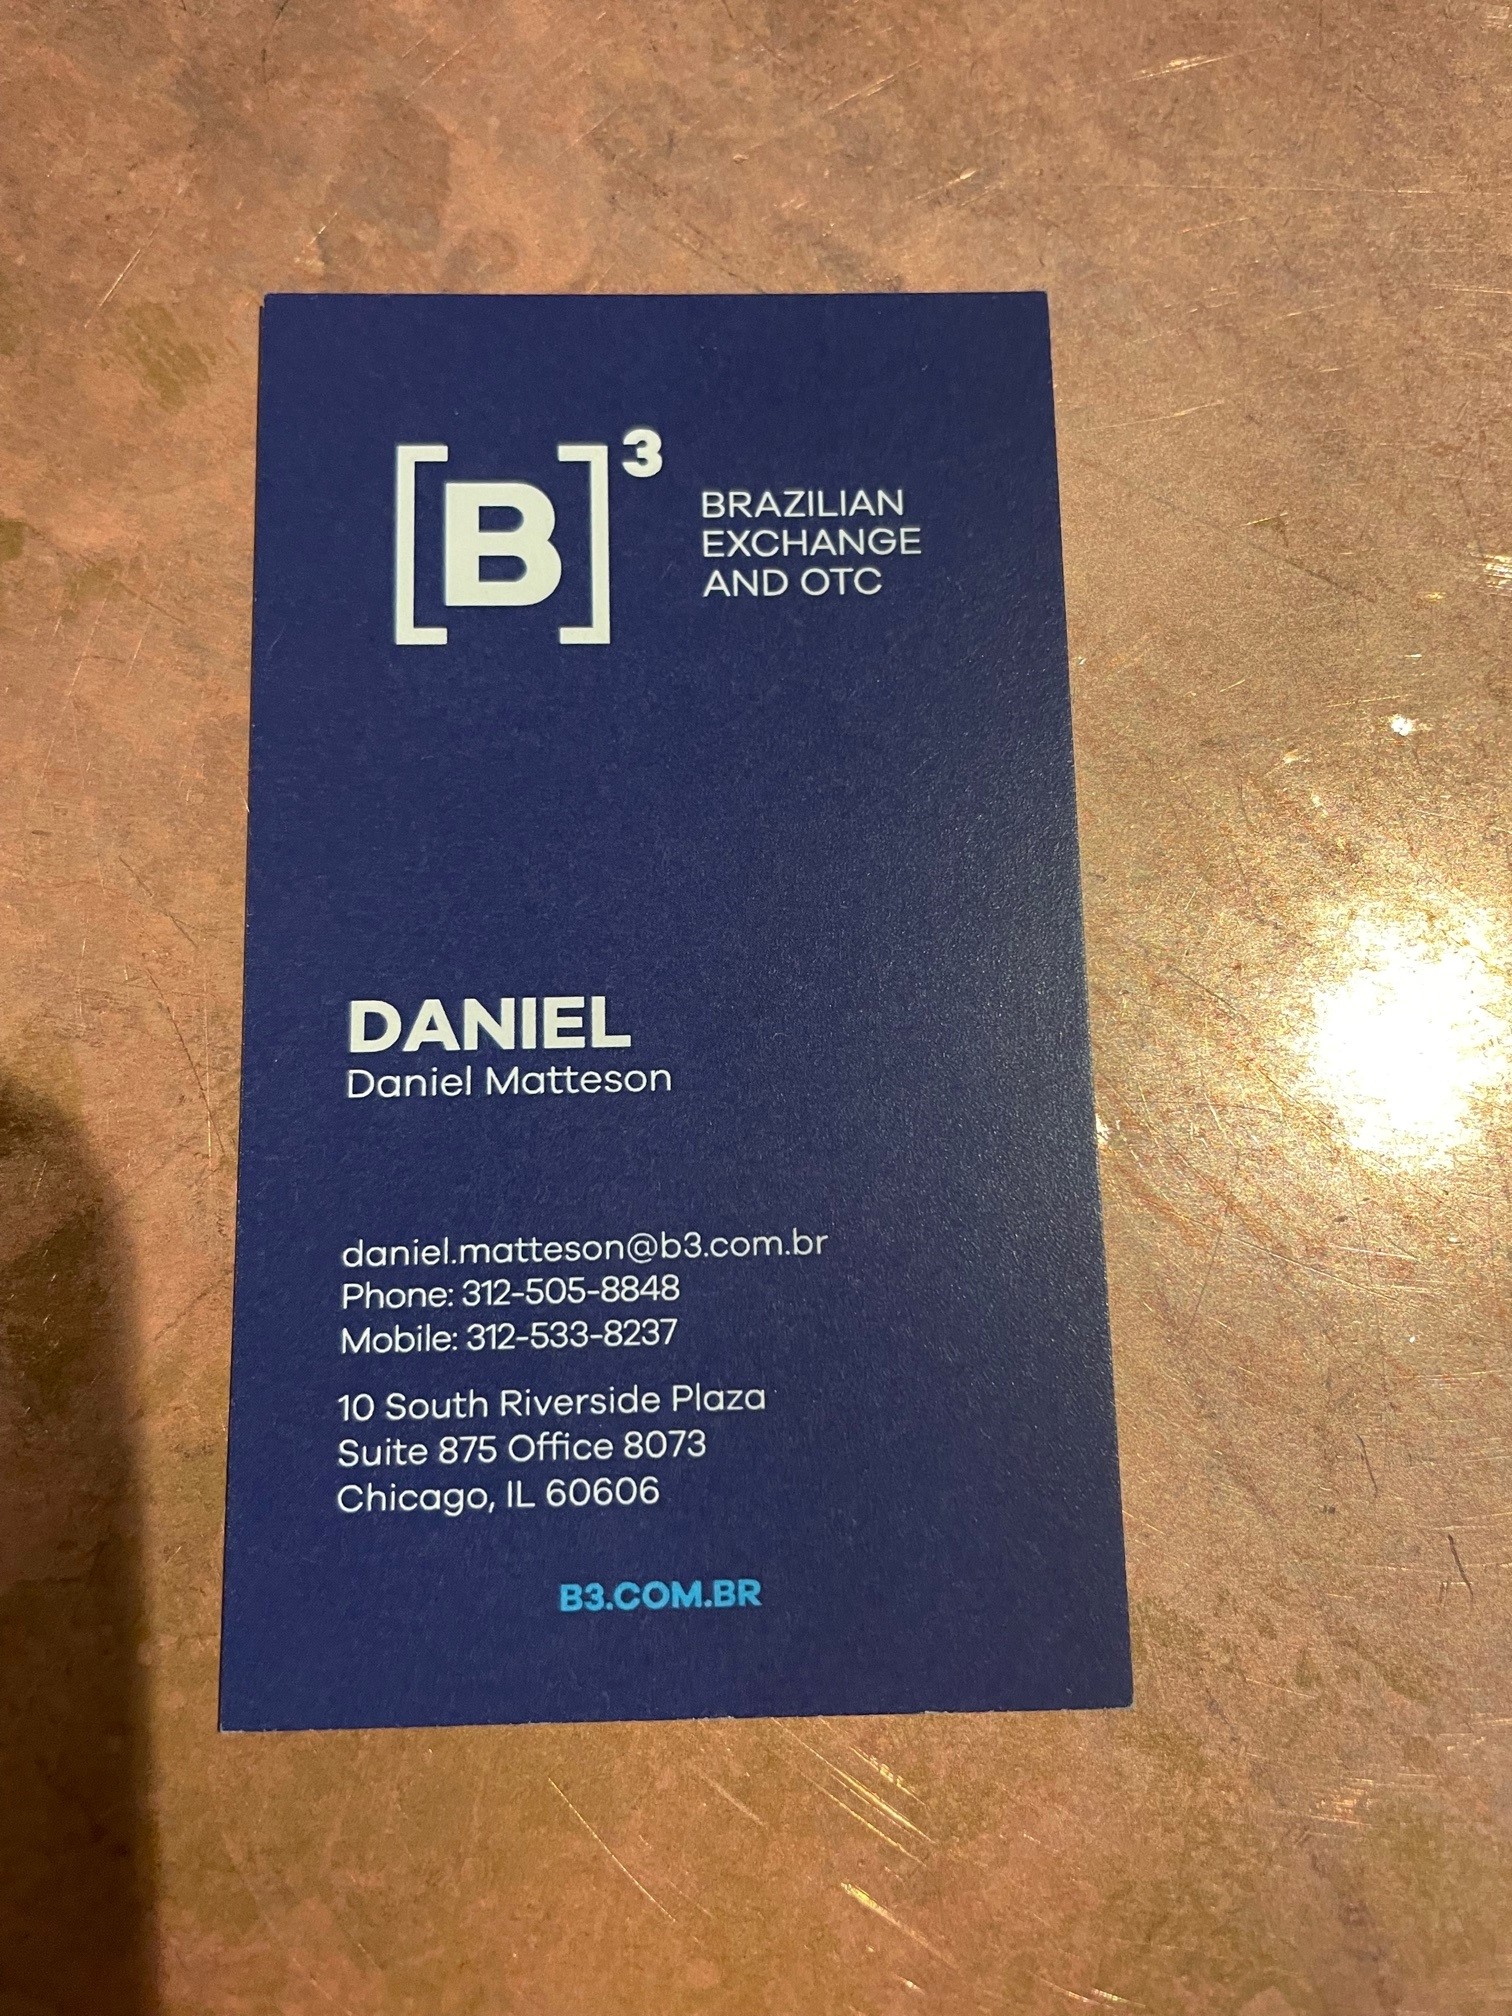 [B]³
BRAZILIAN
EXCHANGE
AND OTC
DANIEL
Daniel Matteson
daniel.matteson@b3.com.br
Phone: 312-505-8848
Mobile: 312-533-8237
10 South Riverside Plaza
Suite 875 Office 8073
Chicago, IL 60606
B3.COM.BR